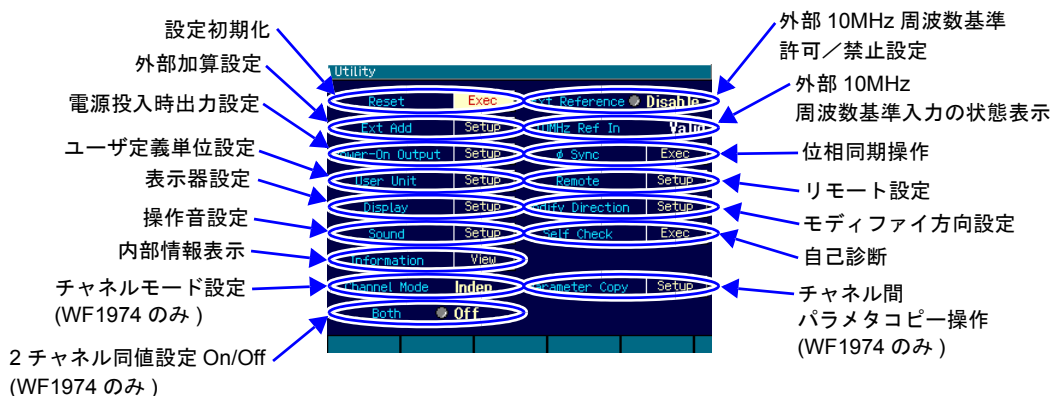 設定初期化
外部加算設定
電源投入時出力設定
ユーザ定義単位設定
表示器設定
操作音設定
内部情報表示
チャネルモード設定
(WF1974 のみ )
2 チャネル同値設定 On/Off
(WF1974 のみ )
Utility
Reset Exec
Ext Add Setup
Power-On Output Setup
User Unit Setup
Display Setup
Sound Setup
Information View
Channel Mode Indep
Both Off
Ext Reference Disable
10MHz Ref In Valid
φ Sync Exec
Remote Setup
Modify Direction Setup
Self Check Exec
Parameter Copy Setup
外部 10MHz 周波数基準
許可／禁止設定
外部 10MHz
周波数基準入力の状態表示
位相同期操作
リモート設定
モディファイ方向設定
自己診断
チャネル間
パラメタコピー操作
(WF1974 のみ )